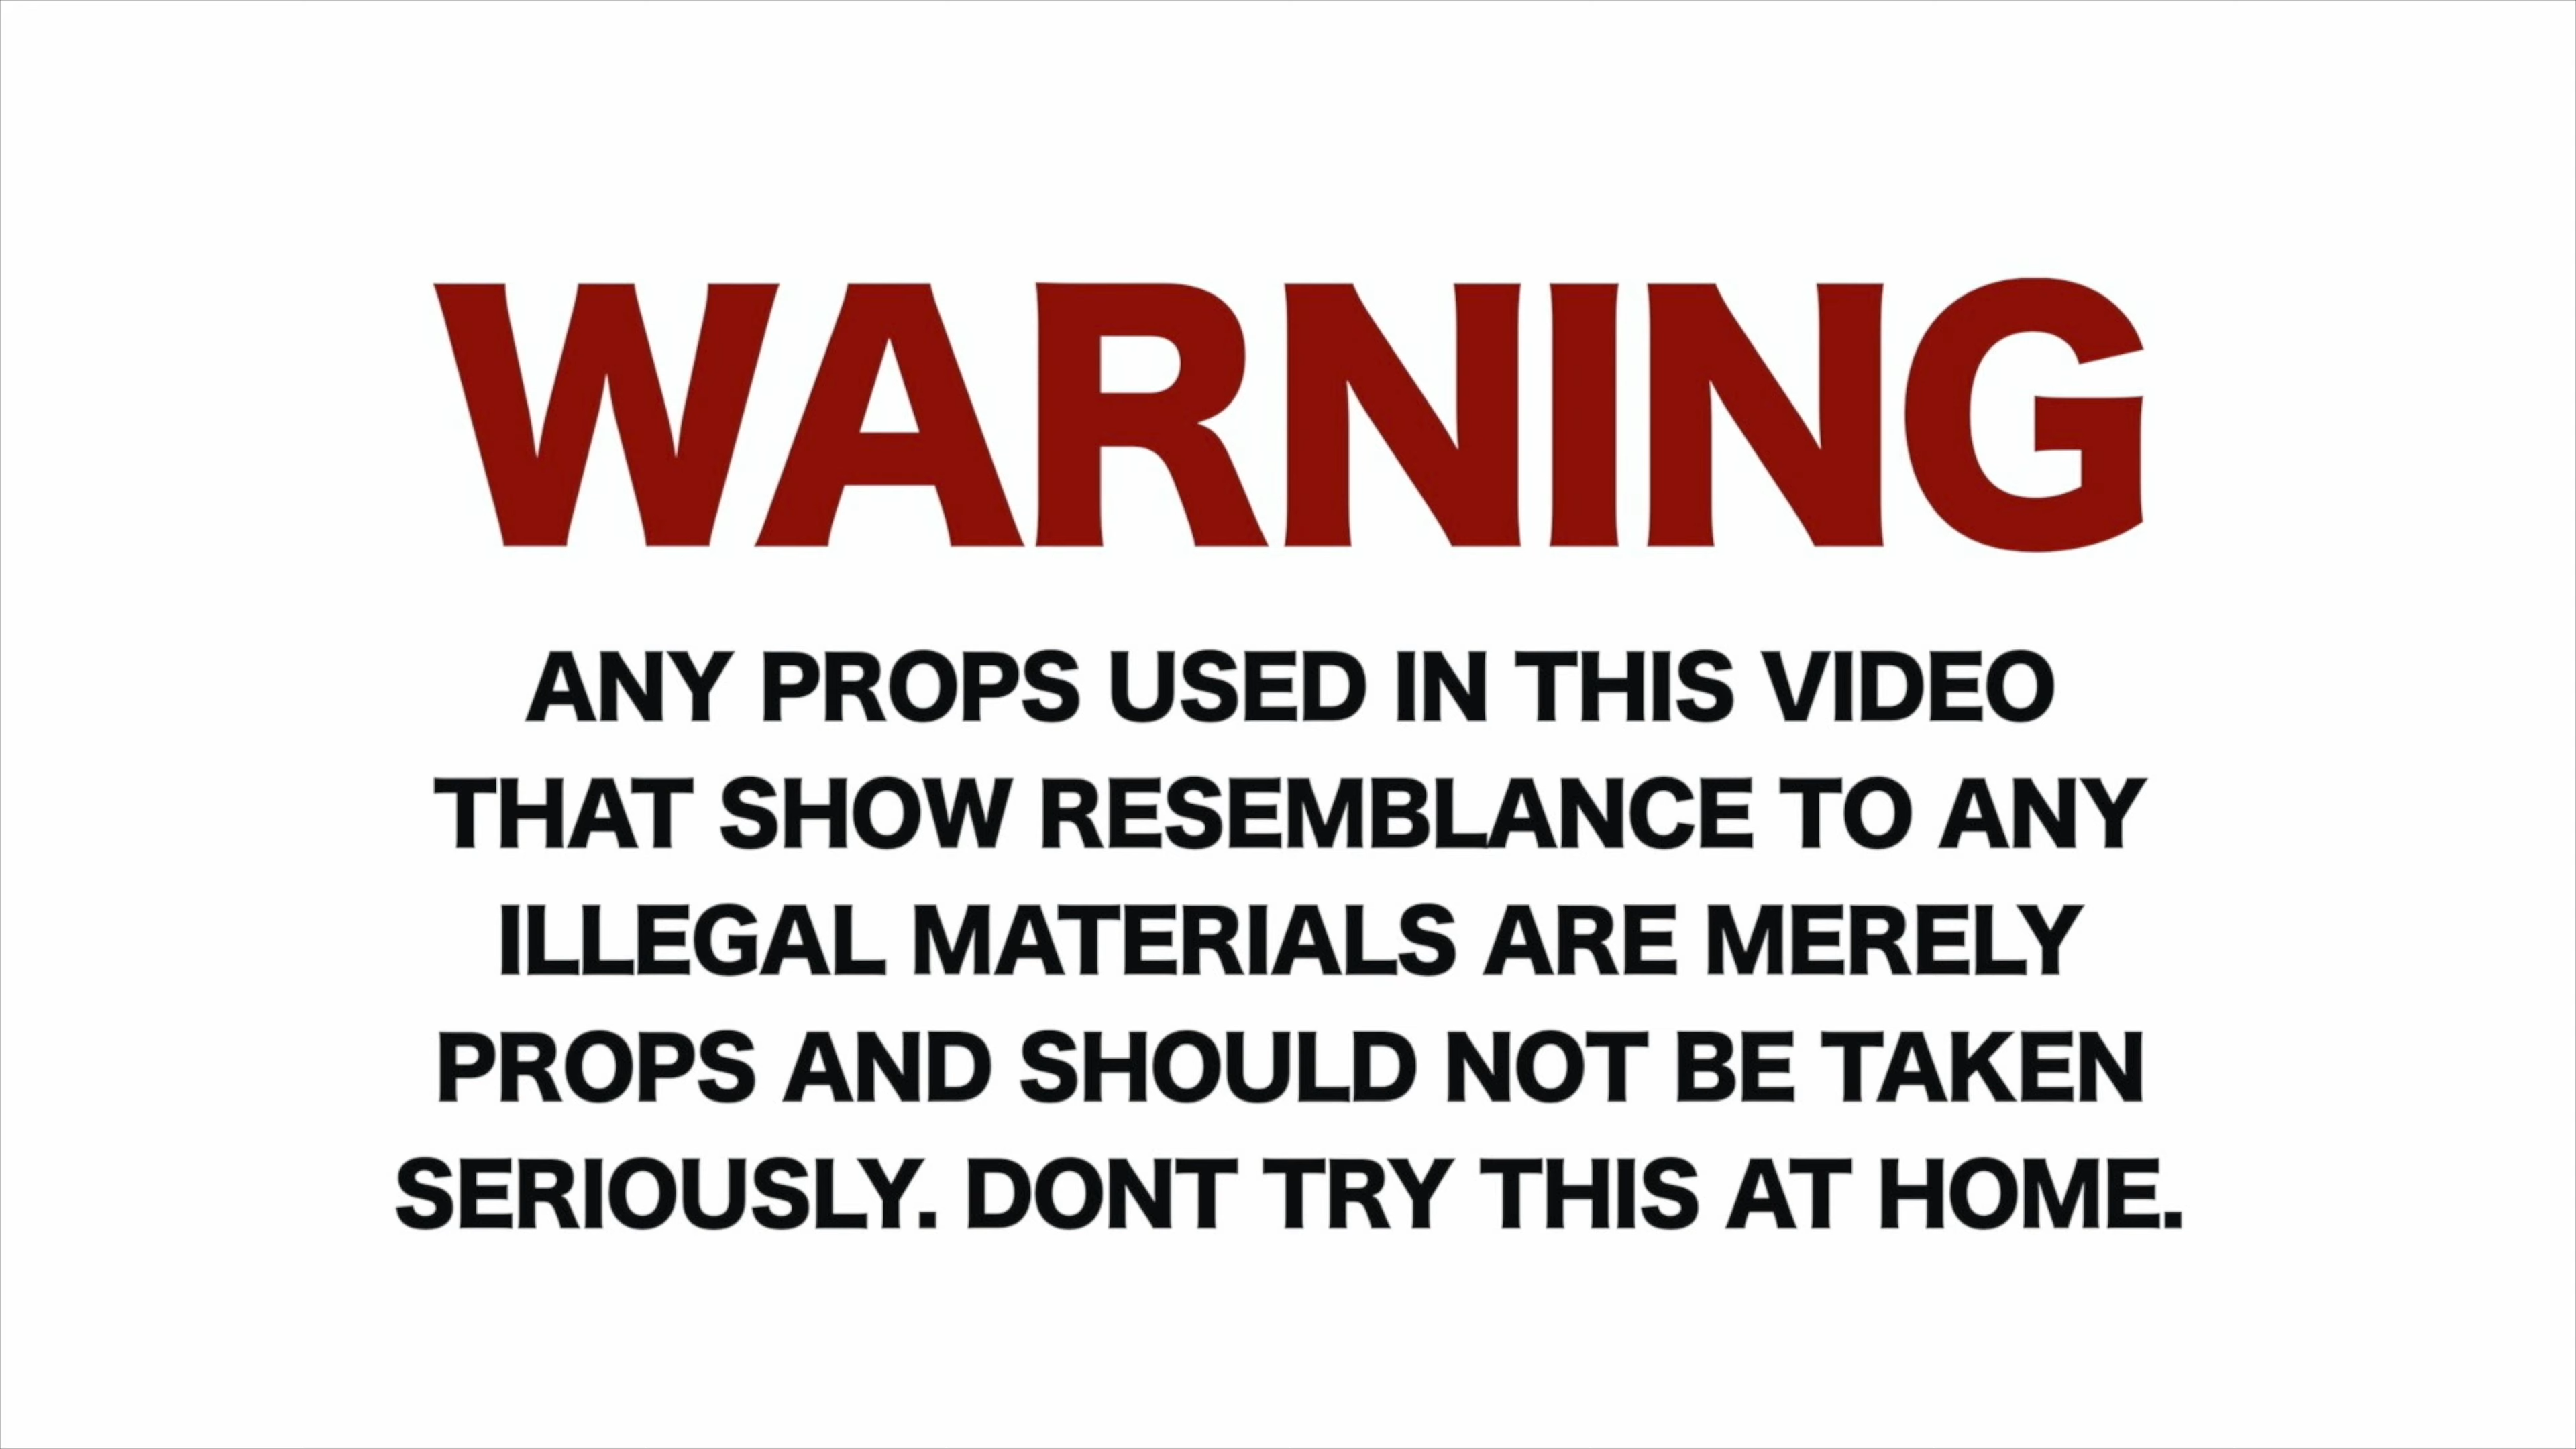 WARNING
ANY PROPS USED IN THIS VIDEO
THAT SHOW RESEMBLANCE TO ANY
ILLEGAL MATERIALS ARE MERELY
PROPS AND SHOULD NOT BE TAKEN
SERIOUSLY. DONT TRY THIS AT HOME.